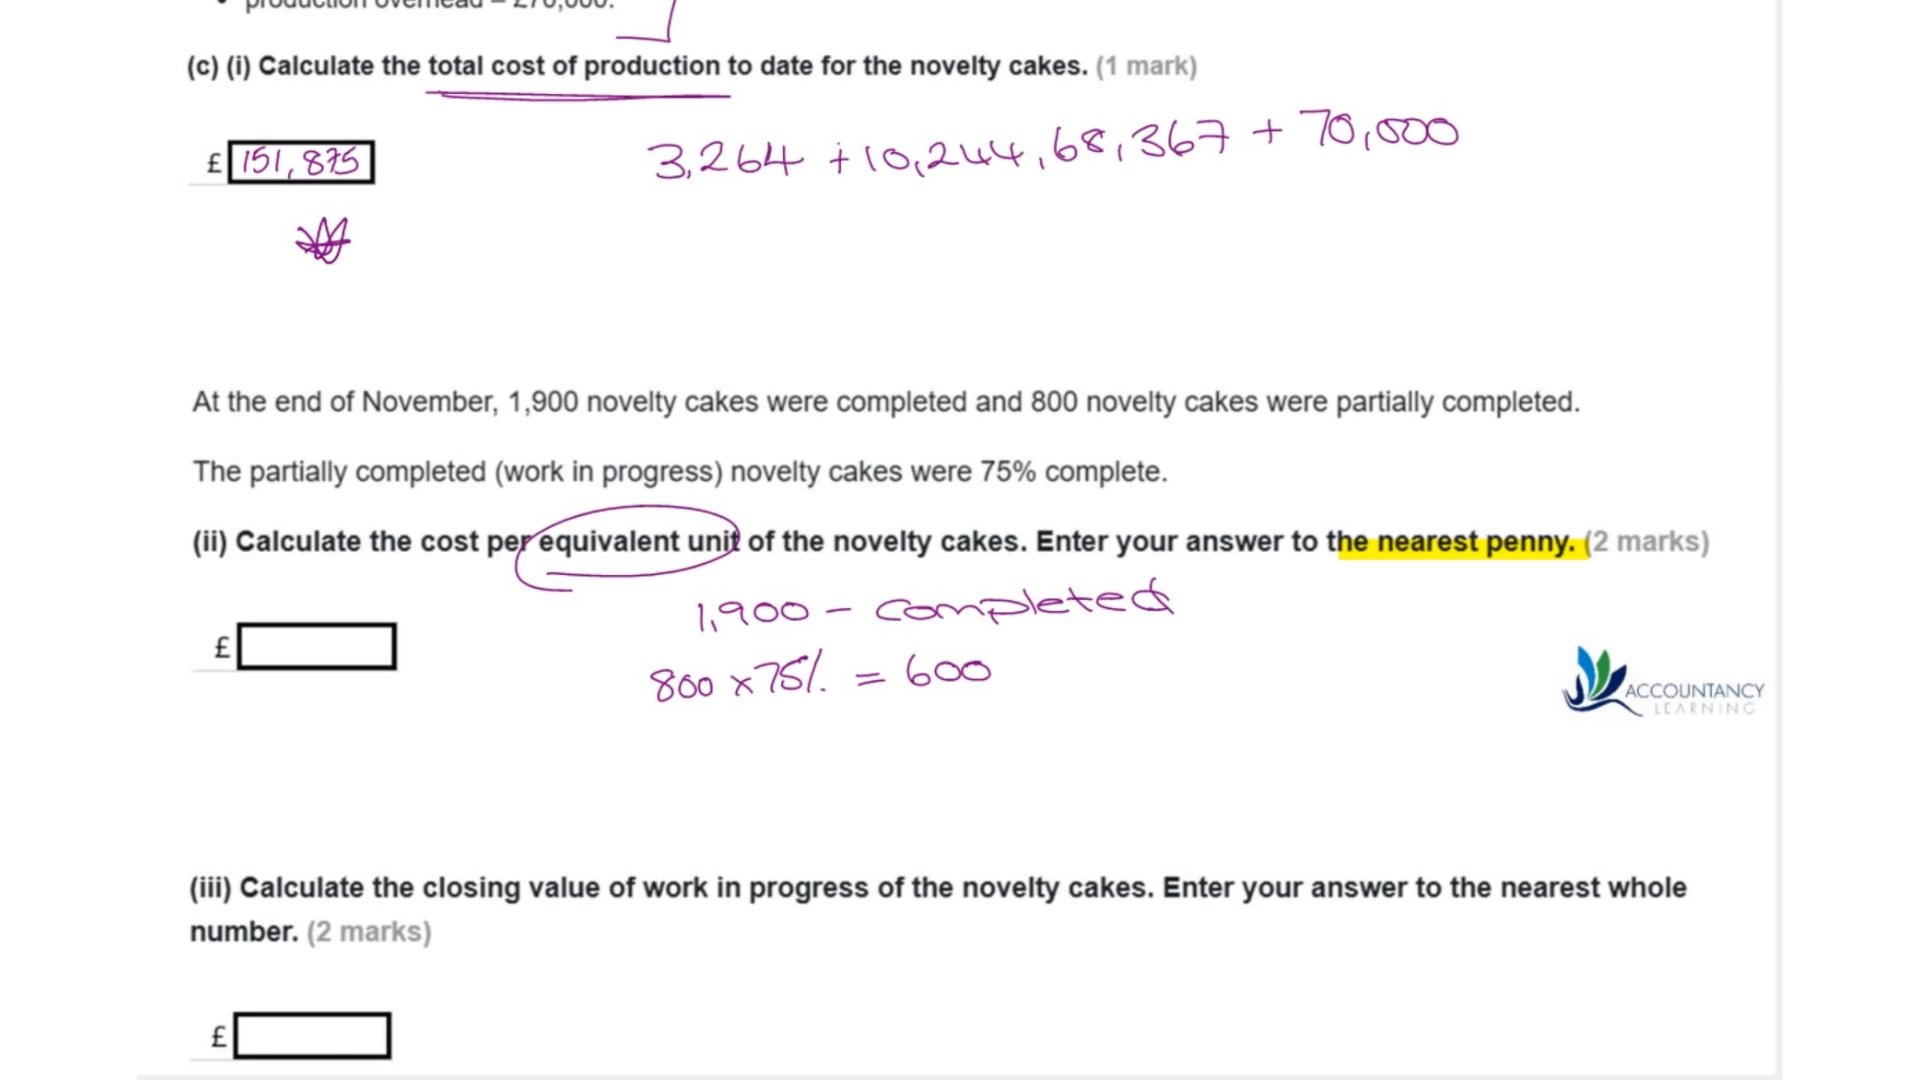 production overhead – £70,000.
(c) (i) Calculate the total cost of production to date for the novelty cakes. (1 mark)
3,264 + 10,244, 68,367 + 70,000
£ 151,875
At the end of November, 1,900 novelty cakes were completed and 800 novelty cakes were partially completed.
The partially completed (work in progress) novelty cakes were 75% complete.
(ii) Calculate the cost per equivalent unit of the novelty cakes. Enter your answer to the nearest penny. (2 marks)
1,900 – completed
£
800 x 75% = 600
ACCOUNTANCY
LEARNING
(iii) Calculate the closing value of work in progress of the novelty cakes. Enter your answer to the nearest whole
number. (2 marks)
£